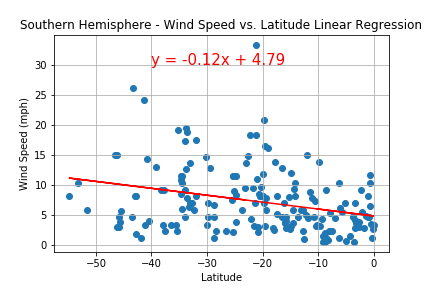 Southern Hemisphere - Wind Speed vs. Latitude Linear Regression
y = -0.12x + 4.79
30
25
20
15
10
5
0
Wind Speed (mph)
−50 −40 −30 −20 −10 0
Latitude